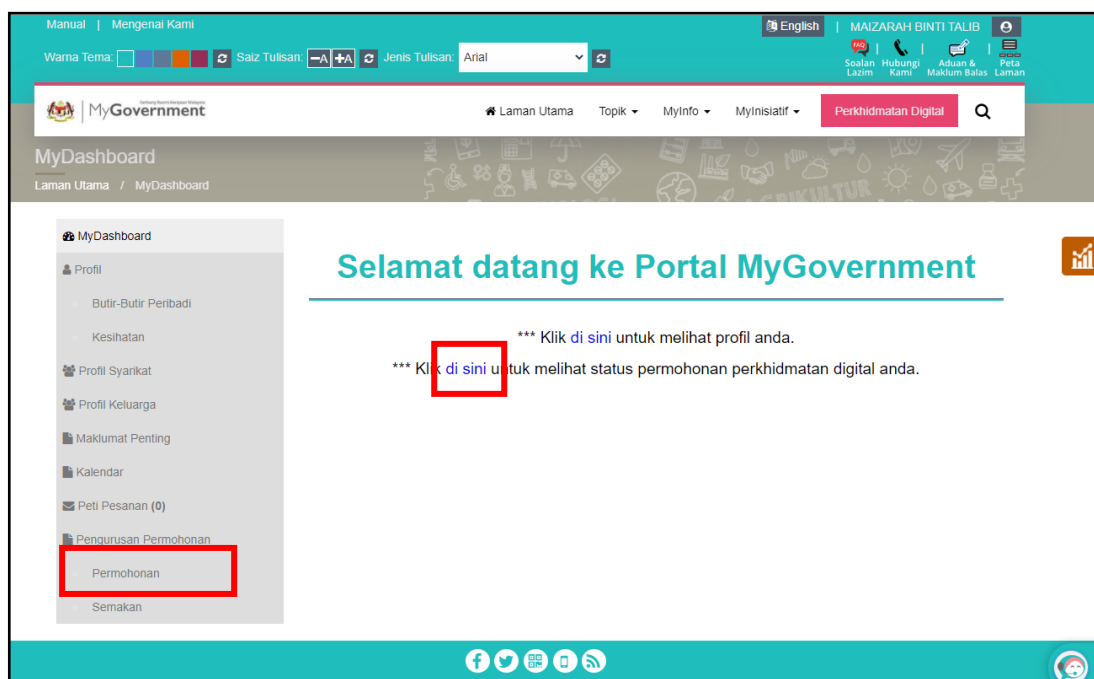 Manual | Mengenai Kami
English | MAIZARAH BINTI TALIB
Warna Tema: Saiz Tulisan: -A +A Jenis Tulisan: Arial
FAQ
Soalan Lazim | Hubungi Kami | Aduan & Maklum Balas | Peta Laman
MyGovernment
Laman Utama Topik MyInfo MyInisiatif Perkhidmatan Digital
MyDashboard
Laman Utama / MyDashboard
IKULTUR
MyDashboard
Profil
Butir-Butir Peribadi
Kesihatan
Profil Syarikat
Profil Keluarga
Maklumat Penting
Kalendar
Peti Pesanan (0)
Pengurusan Permohonan
Permohonan
Semakan
Selamat datang ke Portal MyGovernment
*** Klik di sini untuk melihat profil anda.
*** Klik di sini untuk melihat status permohonan perkhidmatan digital anda.